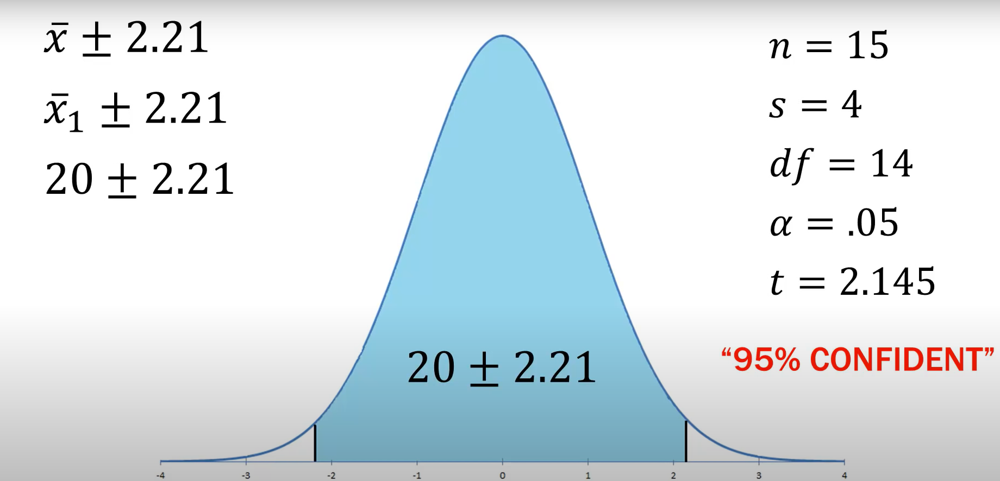 x̄ ± 2.21
x̄₁ ± 2.21
20 ± 2.21
n = 15
s = 4
df = 14
α = .05
t = 2.145
20 ± 2.21
“95% CONFIDENT”
-4 -3 -2 -1 0 1 2 3 4